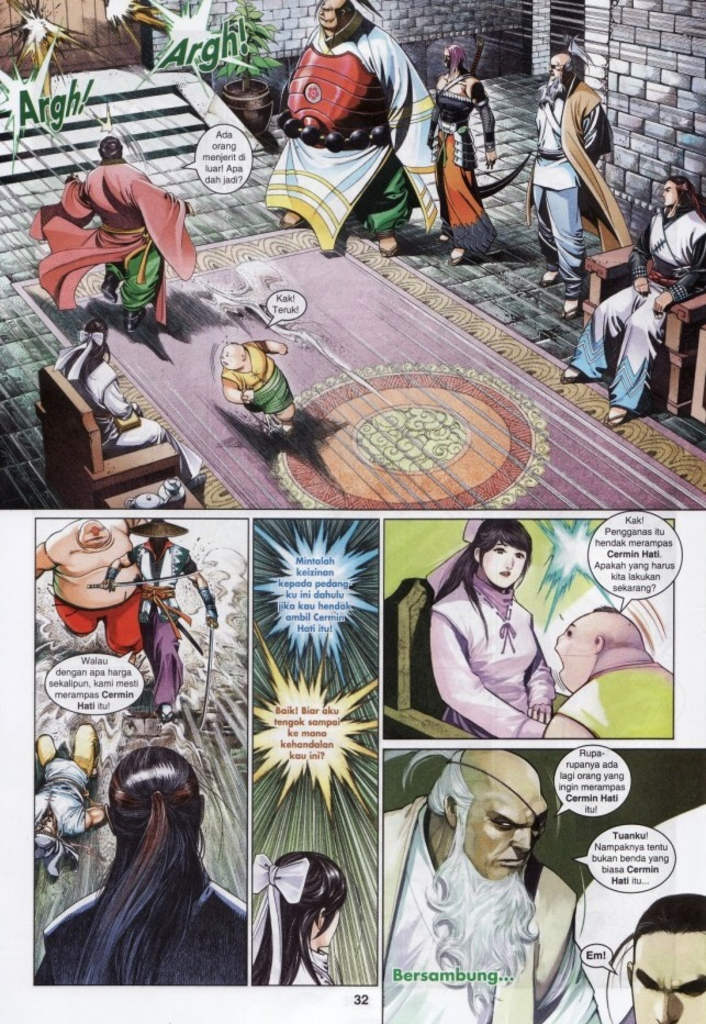 Argh!
Argh!
Ada
orang
menjerit di
luar! Apa
dah jadi?
Kak!
Teruk!
Walau
dengan apa harga
sekalipun, kami mesti
merampas Cermin
Hati itu!
Mintalah
keizinan
kepada pedang
ku ini dahulu
jika kau hendak
ambil Cermin
Hati itu!
Baik! Biar aku
tengok sampai
ke mana
kehandalan
kau ini!
Kak!
Pengganas itu
hendak merampas
Cermin Hati.
Apakah yang harus
kita lakukan
sekarang?
Rupa-
rupanya ada
lagi orang yang
ingin merampas
Cermin Hati
itu!
Tuanku!
Nampaknya tentu
bukan benda yang
biasa Cermin
Hati itu...
Em!
Bersambung...
32